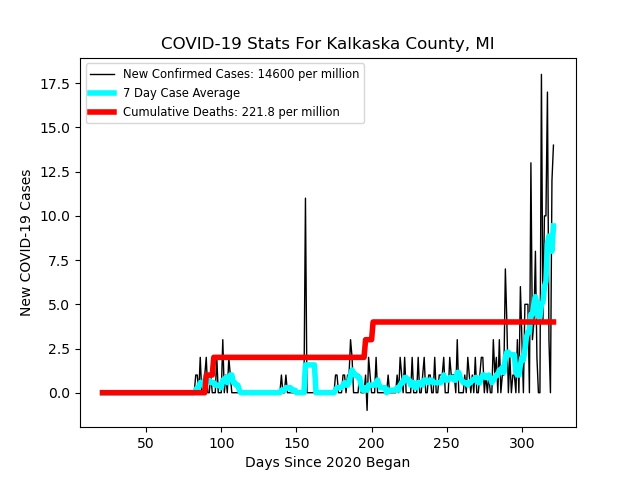 COVID-19 Stats For Kalkaska County, MI
New Confirmed Cases: 14600 per million
7 Day Case Average
Cumulative Deaths: 221.8 per million
New COVID-19 Cases
17.5
15.0
12.5
10.0
7.5
5.0
2.5
0.0
50 100 150 200 250 300
Days Since 2020 Began